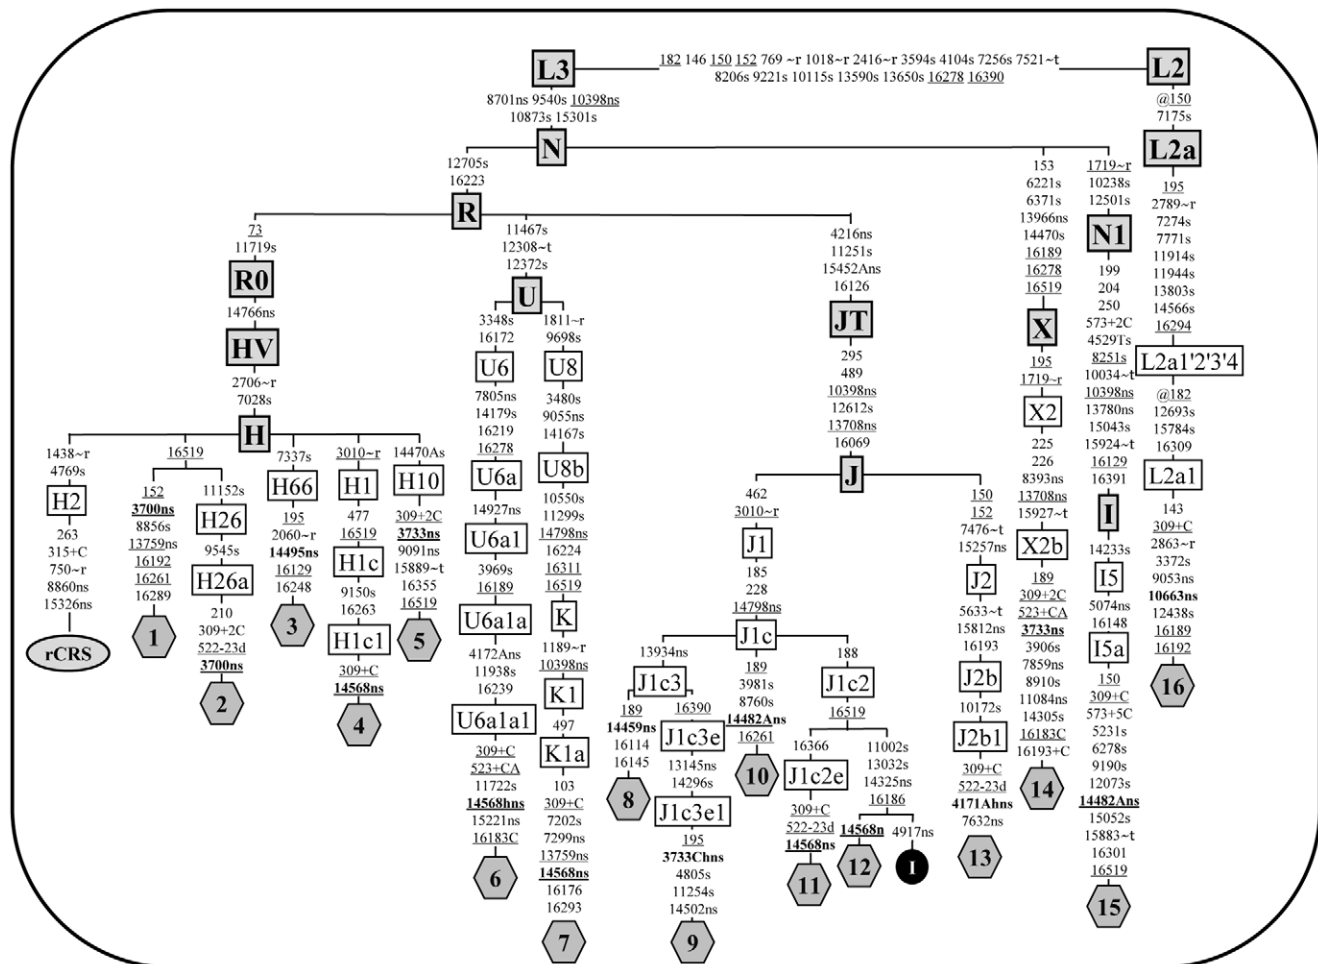 L3
182 146 150 152 769 ~r 1018~r 2416~r 3594s 4104s 7256s 7521~t
8206s 9221s 10115s 13590s 13650s 16278 16390
L2
8701ns 9540s 10398ns
10873s 15301s
N
@150
7175s
L2a
12705s
16223
R
73
11719s
R0
14766ns
HV
2706~r
7028s
H
1438~r
4769s
H2
263
315+C
750~r
8860ns
15326ns
rCRS
16519
152
3700ns
8856s
13759ns
16192
16261
16289
1
11152s
H26
9545s
H26a
210
309+2C
522-23d
3700ns
2
7337s
H66
195
2060~r
14495ns
16129
16248
3
3010~r
H1
477
16519
H1c
9150s
16263
H1c1
309+C
14568ns
4
14470As
H10
309+2C
3733ns
9091ns
15889~t
16355
16519
5
11467s
12308~t
12372s
U
3348s
16172
U6
7805ns
14179s
16219
16278
U6a
14927ns
U6a1
3969s
16189
U6a1a
4172Ans
11938s
16239
U6a1a1
309+C
523+CA
11722s
14568hns
15221ns
16183C
6
1811~r
9698s
U8
3480s
9055ns
14167s
U8b
10550s
11299s
14798ns
16224
16311
16519
K
1189~r
10398ns
K1
497
K1a
103
309+C
7202s
7299ns
13759ns
14568ns
16176
16293
7
4216ns
11251s
15452Ans
16126
JT
295
489
10398ns
12612s
13708ns
16069
J
462
3010~r
J1
185
228
14798ns
J1c
13934ns
J1c3
189
14459ns
16114
16145
8
16390
J1c3e
13145ns
14296s
J1c3e1
195
3733Chns
4805s
11254s
14502ns
9
189
3981s
8760s
14482Ans
16261
10
188
J1c2
16519
16366
J1c2e
309+C
522-23d
14568ns
11
11002s
13032s
14325ns
16186
14568n
12
4917ns
I
150
152
7476~t
15257ns
J2
5633~t
15812ns
16193
J2b
10172s
J2b1
309+C
522-23d
4171Ahns
7632ns
13
153
6221s
6371s
13966ns
14470s
16189
16278
16519
X
195
1719~r
X2
225
226
8393ns
13708ns
15927~t
X2b
189
309+2C
523+CA
3733ns
3906s
7859ns
8910s
11084ns
14305s
16183C
16193+C
14
1719~r
10238s
12501s
N1
199
204
250
573+2C
4529Ts
8251s
10034~t
10398ns
13780ns
15043s
15924~t
16129
16391
I
14233s
I5
5074ns
16148
I5a
150
309+C
573+5C
5231s
6278s
9190s
12073s
14482Ans
15052s
15883~t
16301
16519
15
195
2789~r
7274s
7771s
11914s
11944s
13803s
14566s
16294
L2a1'2'3'4
@182
12693s
15784s
16309
L2a1
143
309+C
2863~r
3372s
9053ns
10663ns
12438s
16189
16192
16